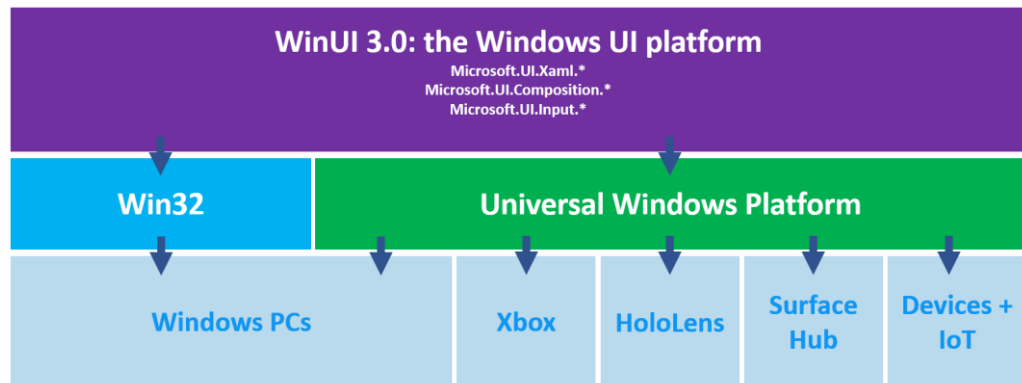 WinUI 3.0: the Windows UI platform
Microsoft.UI.Xaml.*
Microsoft.UI.Composition.*
Microsoft.UI.Input.*
Win32
Universal Windows Platform
Windows PCs
Xbox
HoloLens
Surface
Hub
Devices +
IoT